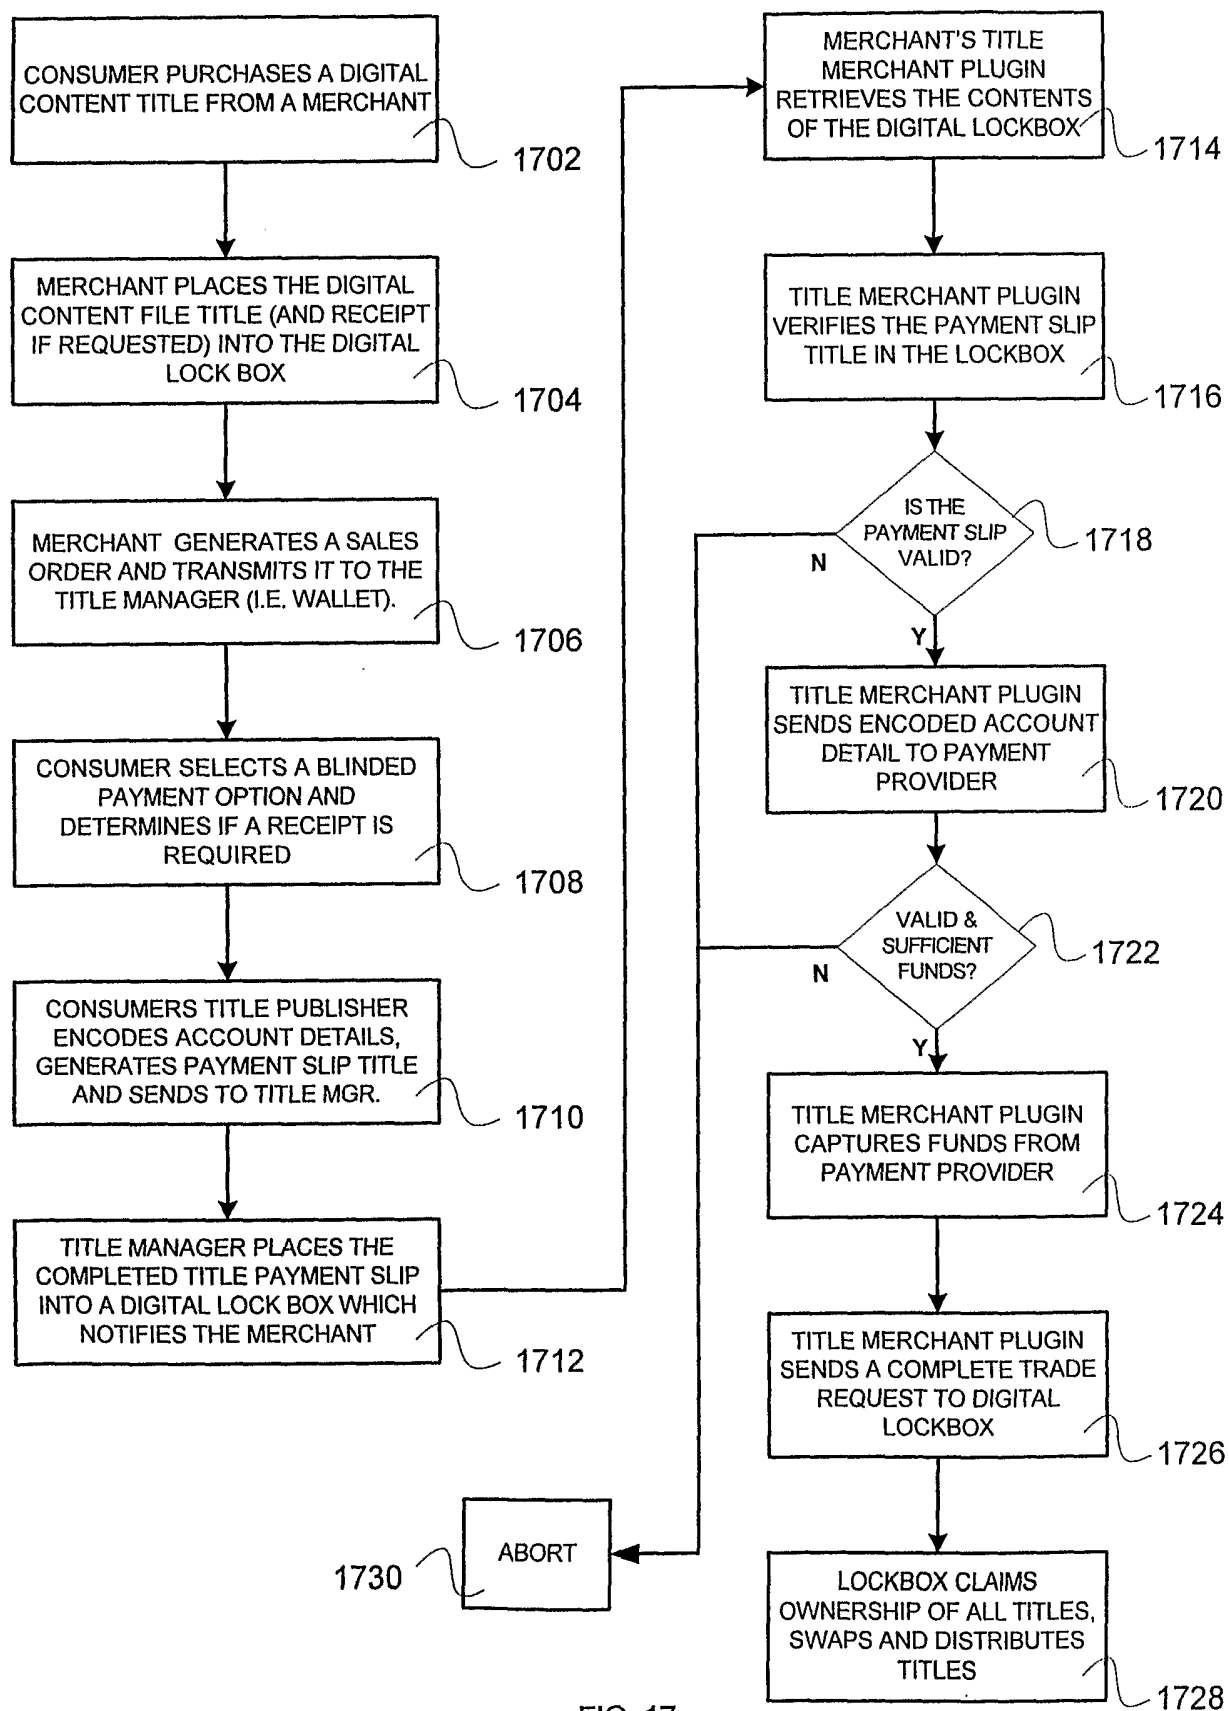 CONSUMER PURCHASES A DIGITAL
CONTENT TITLE FROM A MERCHANT
1702
MERCHANT PLACES THE DIGITAL
CONTENT FILE TITLE (AND RECEIPT
IF REQUESTED) INTO THE DIGITAL
LOCK BOX
1704
MERCHANT GENERATES A SALES
ORDER AND TRANSMITS IT TO THE
TITLE MANAGER (I.E. WALLET).
1706
CONSUMER SELECTS A BLINDED
PAYMENT OPTION AND
DETERMINES IF A RECEIPT IS
REQUIRED
1708
CONSUMERS TITLE PUBLISHER
ENCODES ACCOUNT DETAILS,
GENERATES PAYMENT SLIP TITLE
AND SENDS TO TITLE MGR.
1710
TITLE MANAGER PLACES THE
COMPLETED TITLE PAYMENT SLIP
INTO A DIGITAL LOCK BOX WHICH
NOTIFIES THE MERCHANT
1712
MERCHANT'S TITLE
MERCHANT PLUGIN
RETRIEVES THE CONTENTS
OF THE DIGITAL LOCKBOX
1714
TITLE MERCHANT PLUGIN
VERIFIES THE PAYMENT SLIP
TITLE IN THE LOCKBOX
1716
IS THE
PAYMENT SLIP
VALID?
1718
N
Y
TITLE MERCHANT PLUGIN
SENDS ENCODED ACCOUNT
DETAIL TO PAYMENT
PROVIDER
1720
VALID &
SUFFICIENT
FUNDS?
1722
N
Y
TITLE MERCHANT PLUGIN
CAPTURES FUNDS FROM
PAYMENT PROVIDER
1724
TITLE MERCHANT PLUGIN
SENDS A COMPLETE TRADE
REQUEST TO DIGITAL
LOCKBOX
1726
ABORT
1730
LOCKBOX CLAIMS
OWNERSHIP OF ALL TITLES,
SWAPS AND DISTRIBUTES
TITLES
1728
FIG. 17